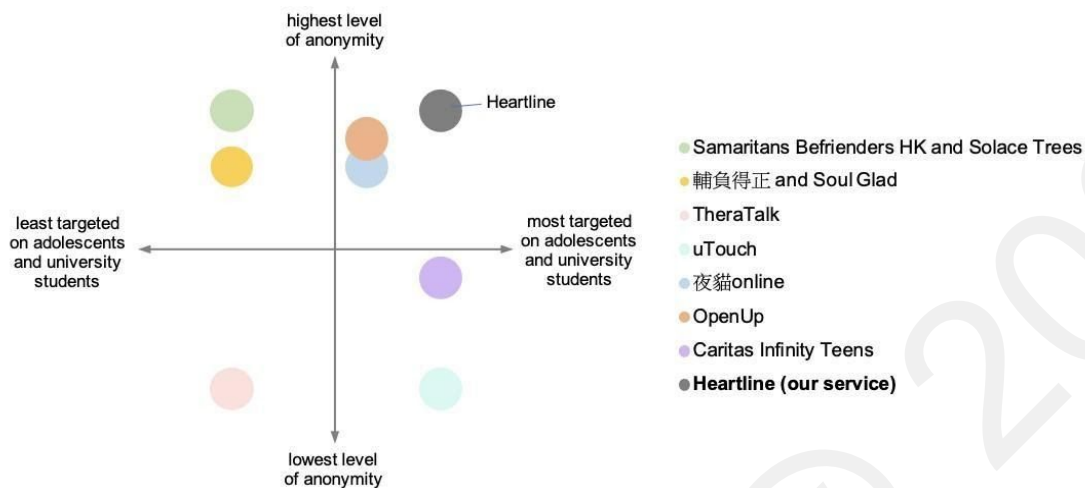 highest level
of anonymity
Heartline
least targeted
on adolescents
and university
students
most targeted
on adolescents
and university
students
lowest level
of anonymity
Samaritans Befrienders HK and Solace Trees
輔負得正 and Soul Glad
TheraTalk
uTouch
夜貓online
OpenUp
Caritas Infinity Teens
Heartline (our service)